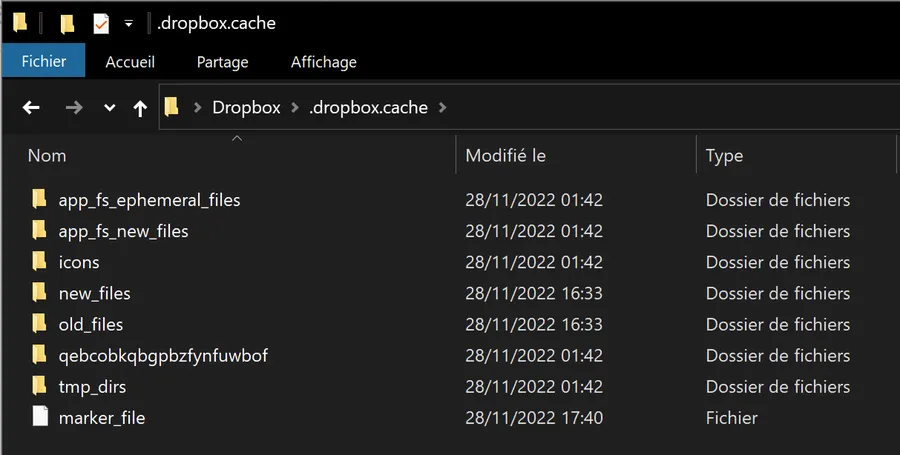 .dropbox.cache
Fichier Accueil Partage Affichage
Dropbox .dropbox.cache
Nom Modifié le Type
app_fs_ephemeral_files 28/11/2022 01:42 Dossier de fichiers
app_fs_new_files 28/11/2022 01:42 Dossier de fichiers
icons 28/11/2022 01:42 Dossier de fichiers
new_files 28/11/2022 16:33 Dossier de fichiers
old_files 28/11/2022 16:33 Dossier de fichiers
qebcobkqbgpbzfynfuwbof 28/11/2022 01:42 Dossier de fichiers
tmp_dirs 28/11/2022 01:42 Dossier de fichiers
marker_file 28/11/2022 17:40 Fichier